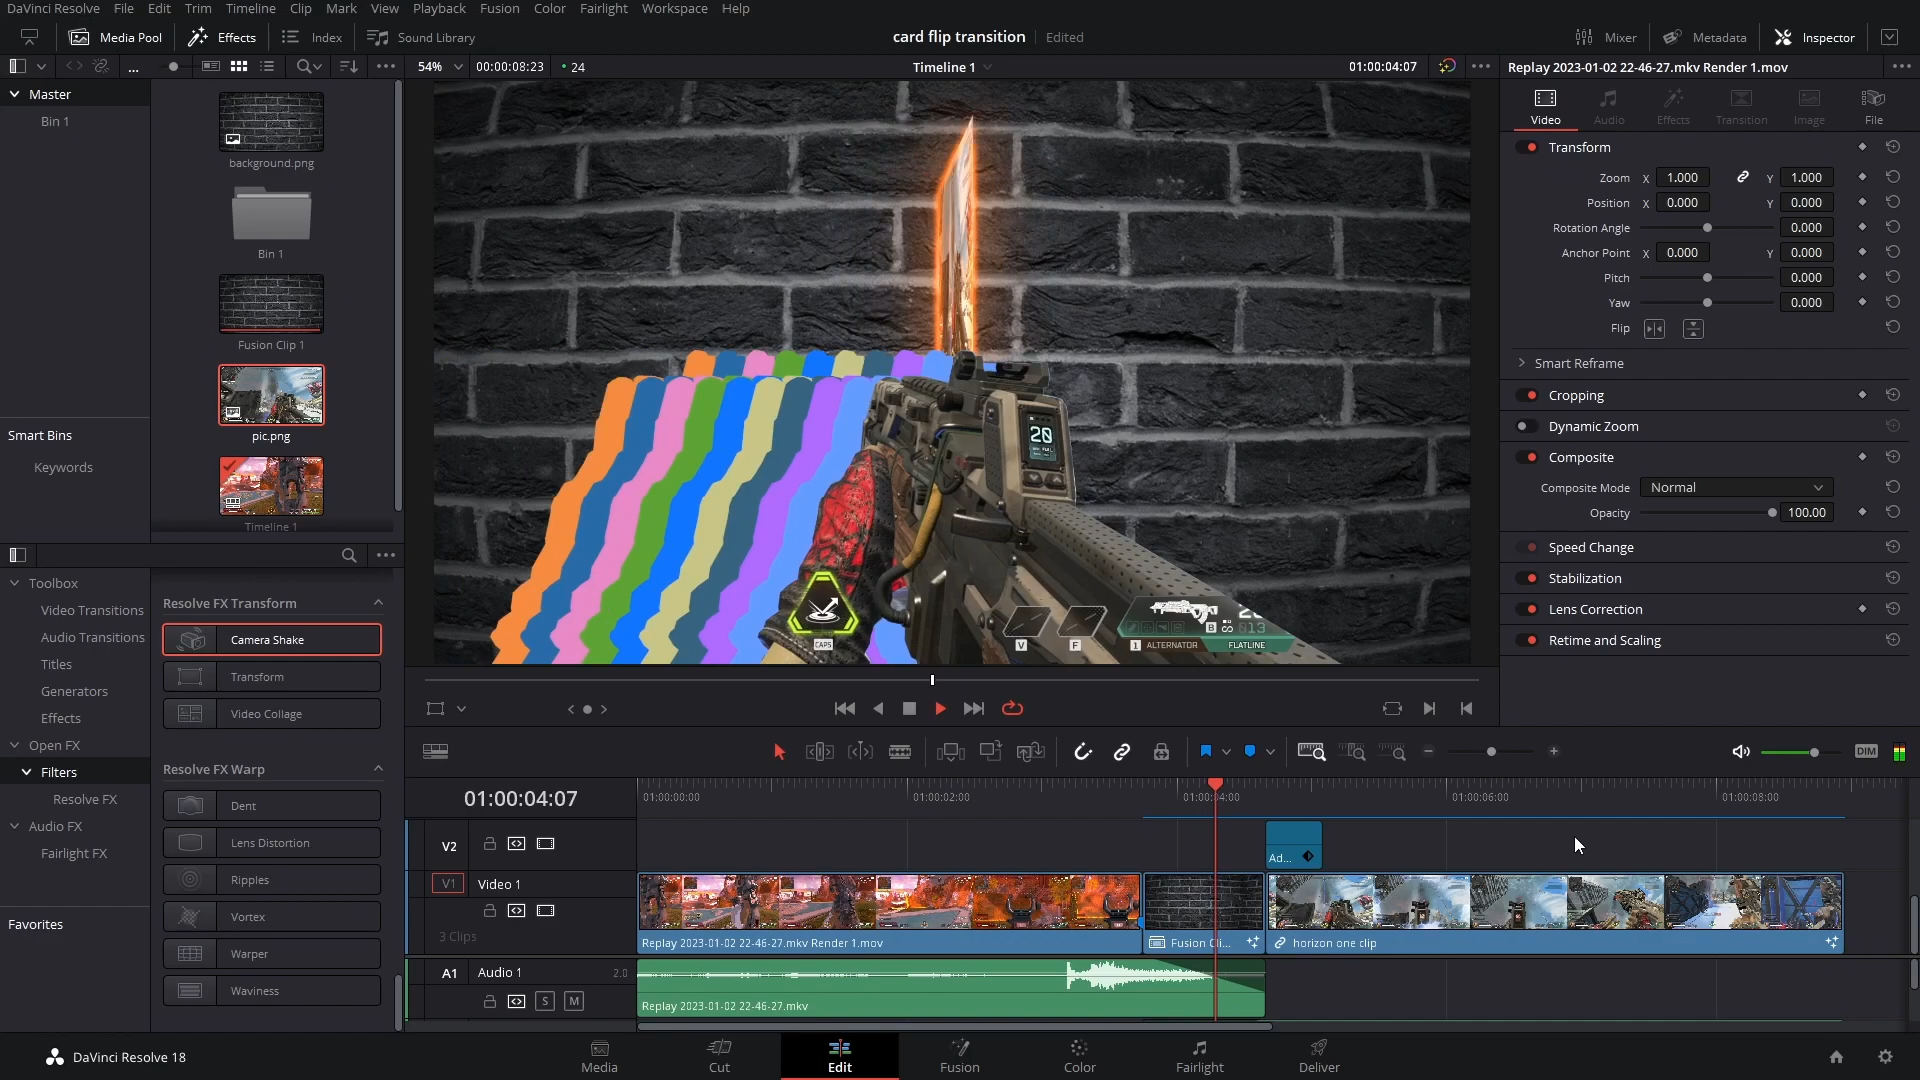 DaVinci Resolve File Edit Trim Timeline Clip Mark View Playback Fusion Color Fairlight Workspace Help
Media Pool Effects Index Sound Library card flip transition Edited Mixer Metadata Inspector
54% 00:00:08:23 24 Timeline 1 01:00:04:07 Replay 2023-01-02 22-46-27.mkv Render 1.mov
Master
Bin 1
background.png
Bin 1
Fusion Clip 1
pic.png
Timeline 1
Smart Bins
Keywords
Video Audio Effects Transition Image File
Transform
Zoom X 1.000 Y 1.000
Position X 0.000 Y 0.000
Rotation Angle 0.000
Anchor Point X 0.000 Y 0.000
Pitch 0.000
Yaw 0.000
Flip
Smart Reframe
Cropping
Dynamic Zoom
Composite
Composite Mode Normal
Opacity 100.00
Speed Change
Stabilization
Lens Correction
Retime and Scaling
20
CAPS
V
F
B
1 ALTERNATOR FLATLINE
Toolbox
Video Transitions
Audio Transitions
Titles
Generators
Effects
Open FX
Filters
Resolve FX
Audio FX
Fairlight FX
Favorites
Resolve FX Transform
Camera Shake
Transform
Video Collage
Resolve FX Warp
Dent
Lens Distortion
Ripples
Vortex
Warper
Waviness
DIM
01:00:04:07 01:00:00:00 01:00:02:00 01:00:04:00 01:00:06:00 01:00:08:00
V2
Ad...
V1 Video 1
3 Clips
Replay 2023-01-02 22-46-27.mkv Render 1.mov Fusion Cli... horizon one clip
A1 Audio 1 2.0
S M
Replay 2023-01-02 22-46-27.mkv
DaVinci Resolve 18
Media Cut Edit Fusion Color Fairlight Deliver